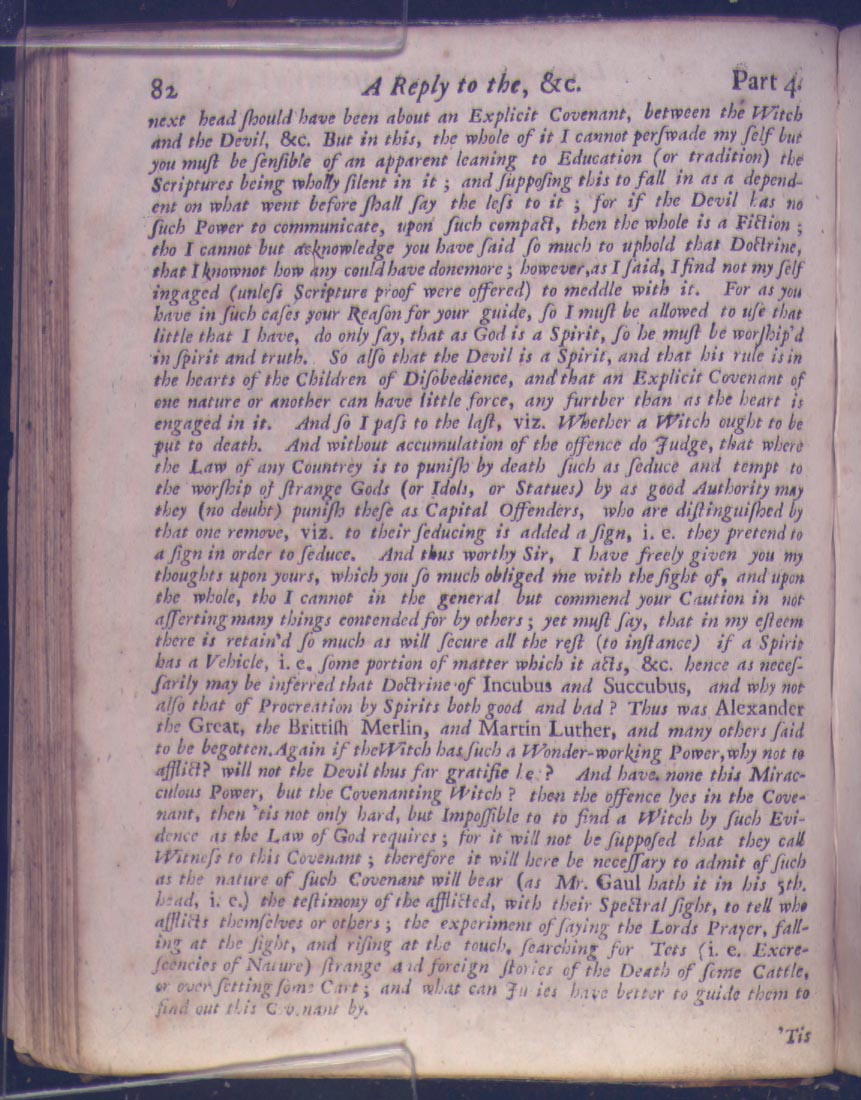 82 A Reply to the, &c. Part 4.
next head ſhould have been about an Explicit Covenant, between the Witch
and the Devil, &c. But in this, the whole of it I cannot perſwade my ſelf but
you muſt be ſenſible of an apparent leaning to Education (or tradition) the
Scriptures being wholly ſilent in it ; and ſuppoſing this to fall in as a depend-
ent on what went before ſhall ſay the leſs to it ; for if the Devil has no
ſuch Power to communicate, upon ſuch compact, then the whole is a Fiction ;
tho I cannot but acknowledge you have ſaid ſo much to uphold that Doctrine,
that I knownot how any could have donemore ; however, as I ſaid, I find not my ſelf
ingaged (unleſs Scripture proof were offered) to meddle with it. For as you
have in ſuch caſes your Reaſon for your guide, ſo I muſt be allowed to uſe that
little that I have, do only ſay, that as God is a Spirit, ſo he muſt be worſhip'd
in ſpirit and truth. So alſo that the Devil is a Spirit, and that his rule is in
the hearts of the Children of Diſobedience, and that an Explicit Covenant of
one nature or another can have little force, any further than as the heart is
engaged in it. And ſo I paſs to the laſt, viz. Whether a Witch ought to be
put to death. And without accumulation of the offence do Judge, that where
the Law of any Countrey is to puniſh by death ſuch as ſeduce and tempt to
the worſhip of ſtrange Gods (or Idols, or Statues) by as good Authority may
they (no doubt) puniſh theſe as Capital Offenders, who are diſtinguiſhed by
that one remove, viz. to their ſeducing is added a ſign, i. e. they pretend to
a ſign in order to ſeduce. And thus worthy Sir, I have freely given you my
thoughts upon yours, which you ſo much obliged me with the ſight of, and upon
the whole, tho I cannot in the general but commend your Caution in not
aſſerting many things contended for by others ; yet muſt ſay, that in my eſteem
there is retain'd ſo much as will ſecure all the reſt (to inſtance) if a Spirit
has a Vehicle, i. e. ſome portion of matter which it acts, &c. hence as neceſ-
ſarily may be inferred that Doctrine of Incubus and Succubus, and why not
alſo that of Procreation by Spirits both good and bad ? Thus was Alexander
the Great, the Brittiſh Merlin, and Martin Luther, and many others ſaid
to be begotten. Again if the Witch has ſuch a Wonder-working Power, why not to
afflict? will not the Devil thus far gratifie ? And have none this Mirac-
culous Power, but the Covenanting Witch ? then the offence lyes in the Cove-
nant, then 'tis not only hard, but Impoſſible to to find a Witch by ſuch Evi-
dence as the Law of God requires ; for it will not be ſuppoſed that they call
Witneſs to this Covenant ; therefore it will here be neceſſary to admit of ſuch
as the nature of ſuch Covenant will bear (as Mr. Gaul hath it in his 5th.
head, i. e.) the teſtimony of the afflicted, with their Spectral ſight, to tell who
afflicts themſelves or others ; the experiment of ſaying the Lords Prayer, fall-
ing at the ſight, and riſing at the touch, ſearching for Tets (i. e. Excre-
ſcencies of Nature) ſtrange and foreign ſtories of the Death of ſome Cattle,
or overſetting ſome Cart ; and what can Juries have better to guide them to
find out this Covenant by.
'Tis